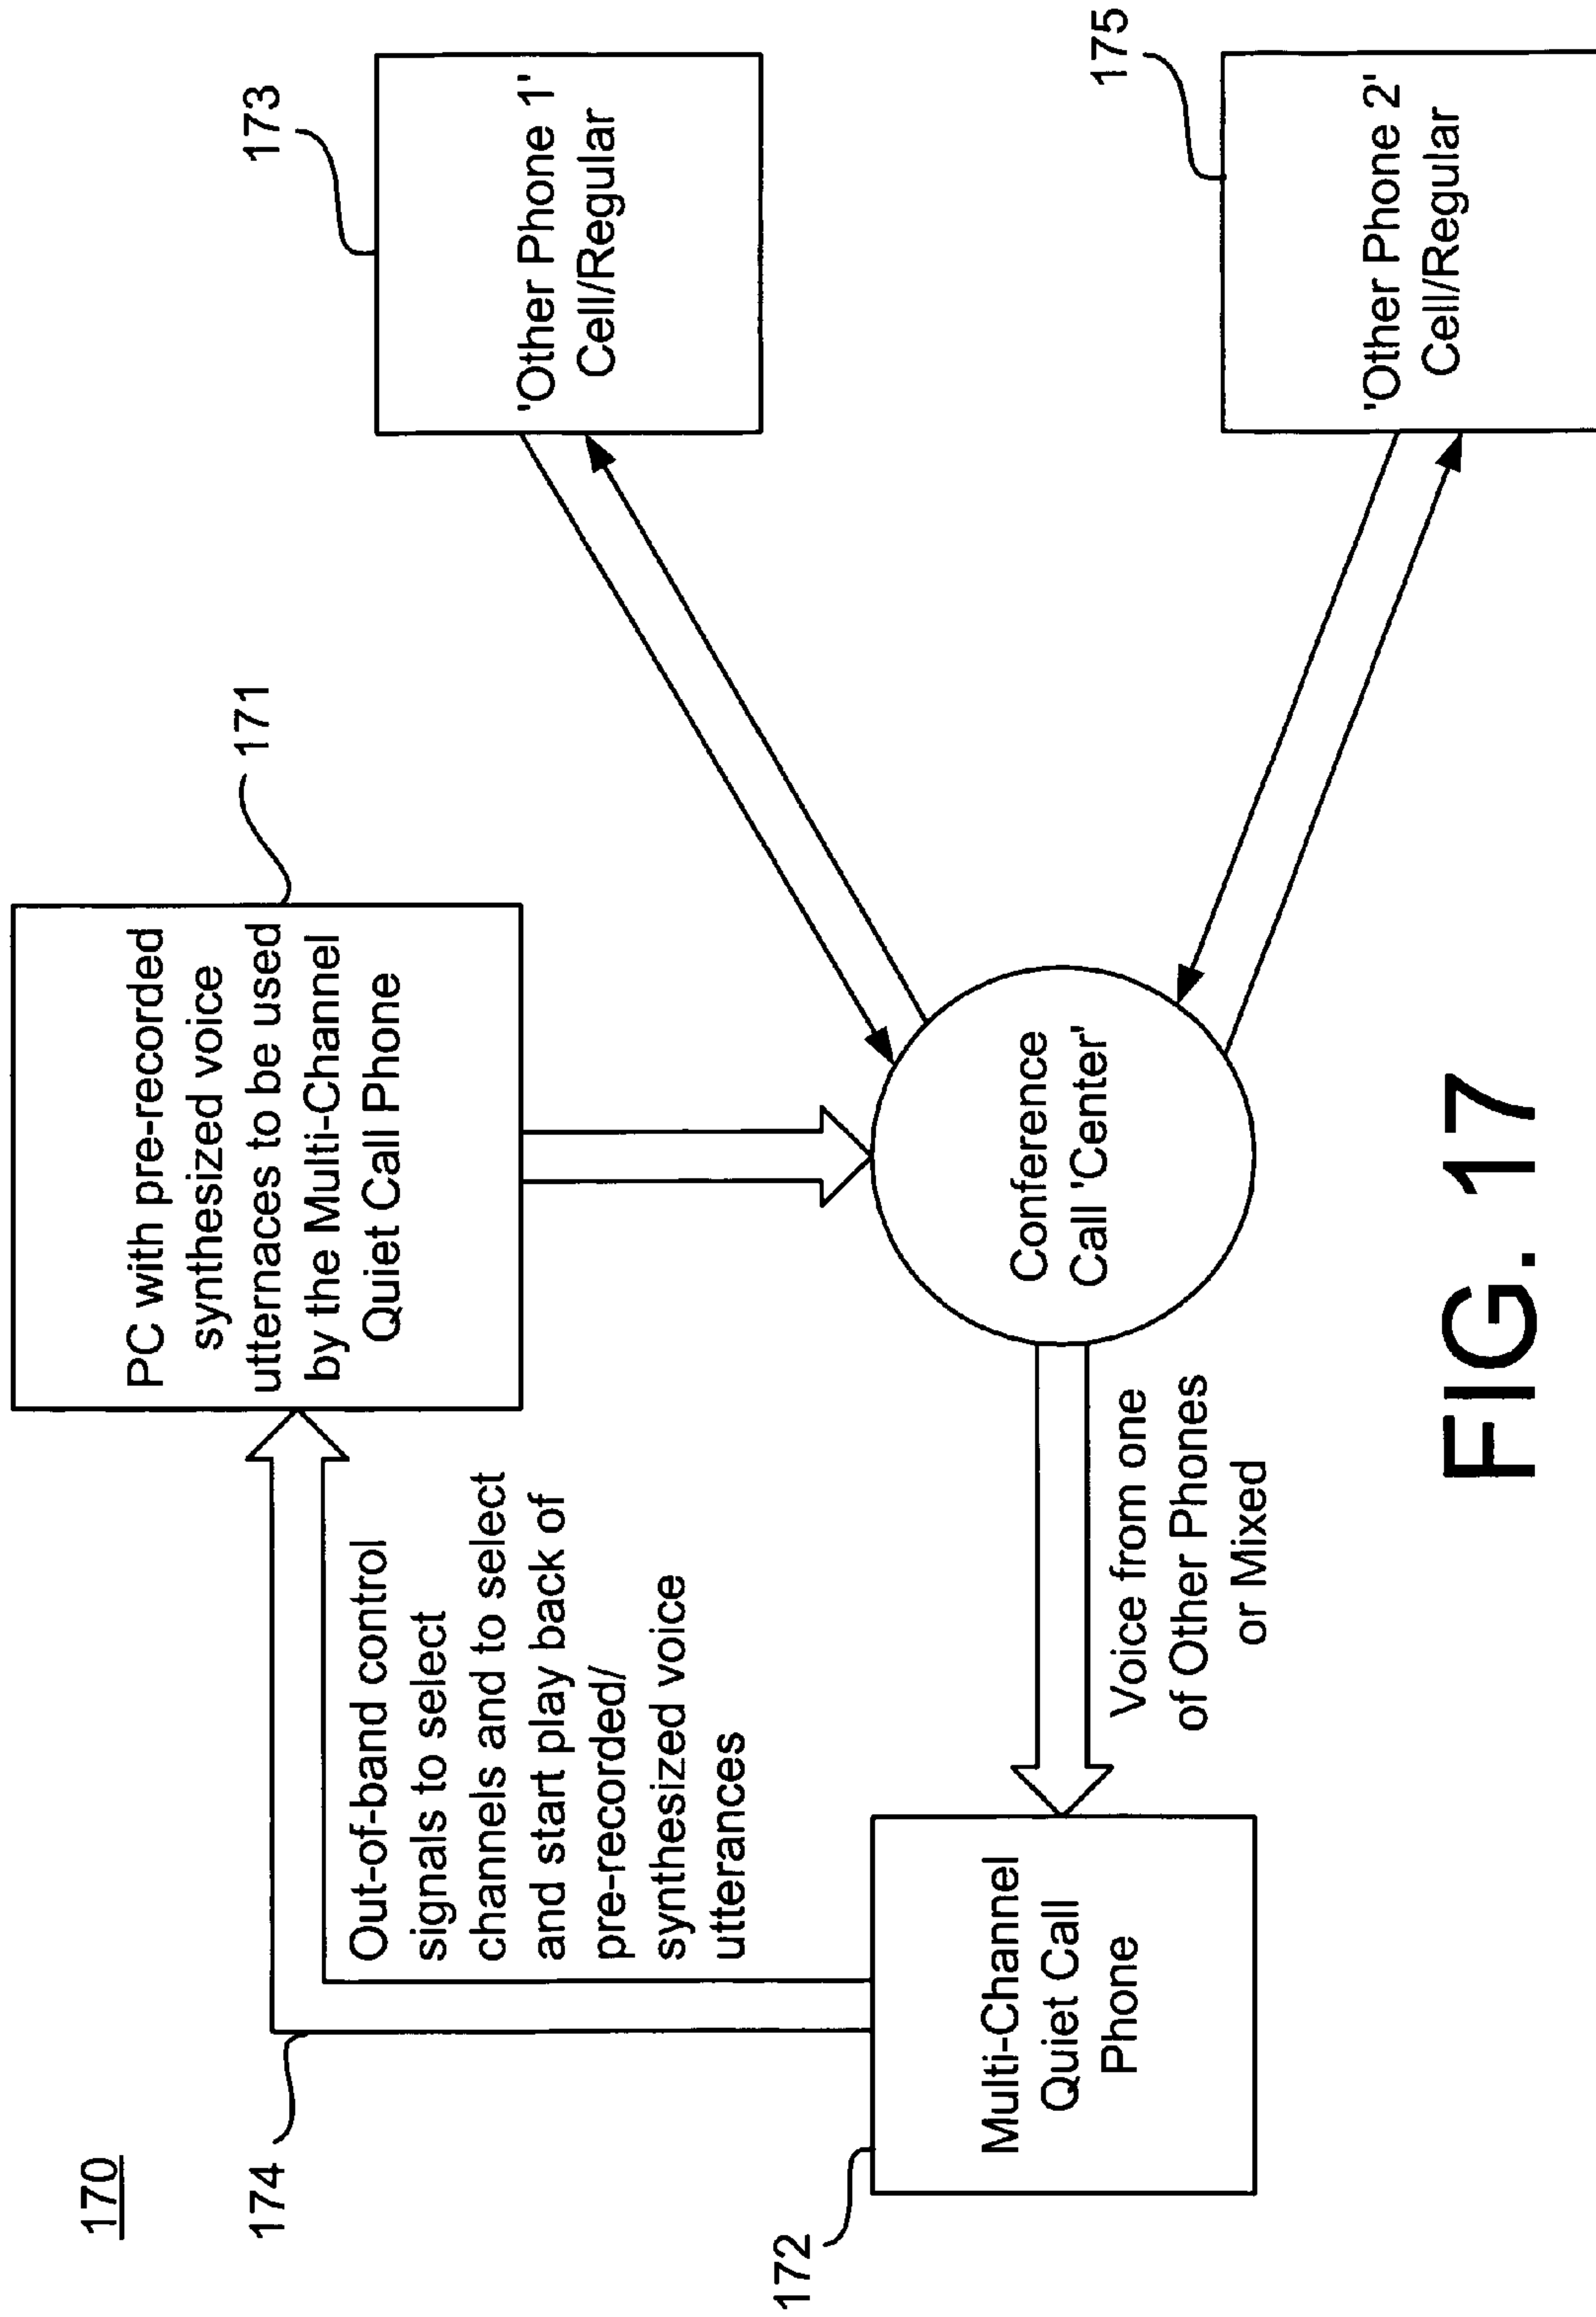 170
174
172
171
173
175
PC with pre-recorded
synthesized voice
utternaces to be used
by the Multi-Channel
Quiet Call Phone
Out-of-band control
signals to select
channels and to select
and start play back of
pre-recorded/
synthesized voice
utterances
'Other Phone 1'
Cell/Regular
Multi-Channel
Quiet Call
Phone
Voice from one
of Other Phones
or Mixed
Conference
Call 'Center'
'Other Phone 2'
Cell/Regular
FIG. 17